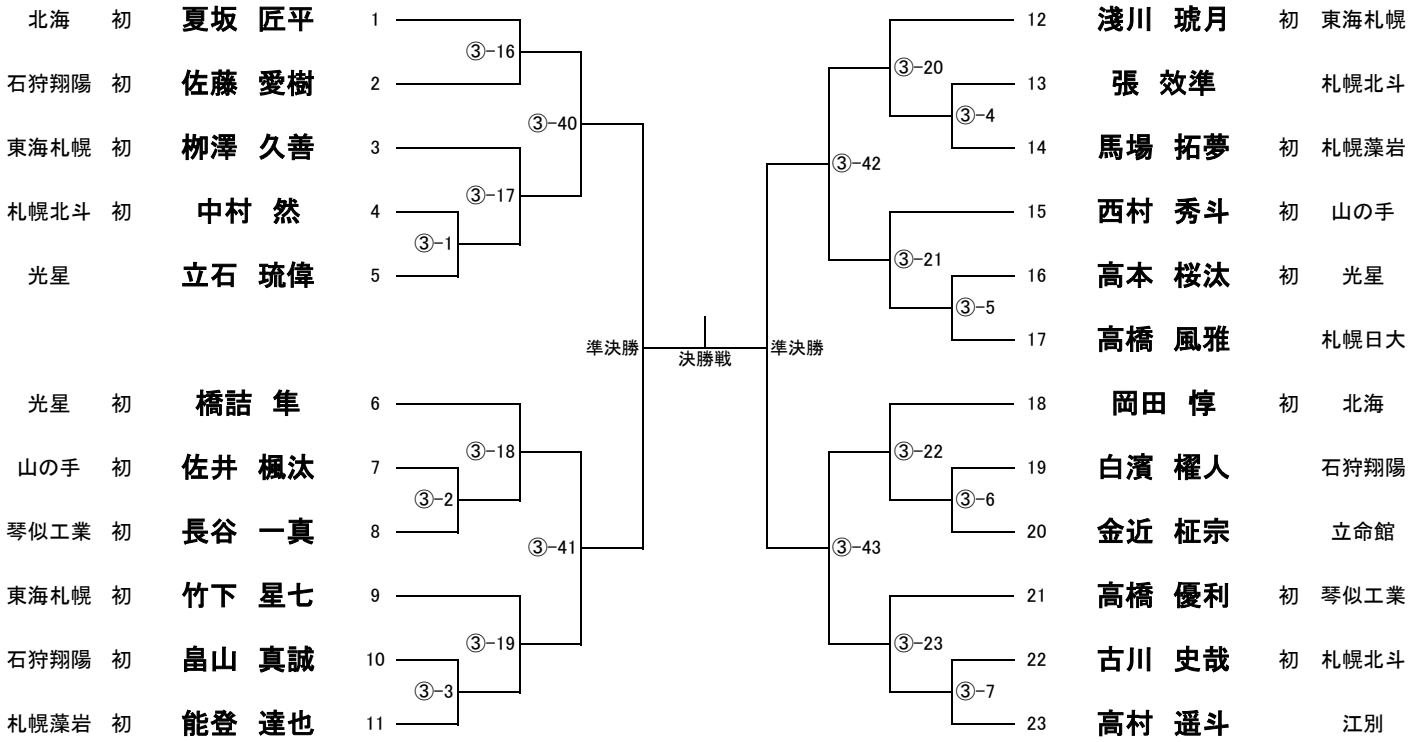 北海 初 夏坂 匠平 1
③-16
石狩翔陽 初 佐藤 愛樹 2
③-40
東海札幌 初 栁澤 久善 3
③-17
札幌北斗 初 中村 然 4
③-1
光星 立石 琉偉 5
準決勝
光星 初 橋詰 隼 6
③-18
山の手 初 佐井 楓汰 7
③-2
琴似工業 初 長谷 一真 8
③-41
東海札幌 初 竹下 星七 9
③-19
石狩翔陽 初 畠山 真誠 10
③-3
札幌藻岩 初 能登 達也 11
決勝戦
12 淺川 琥月 初 東海札幌
③-20
13 張 效準 札幌北斗
③-4
14 馬場 拓夢 初 札幌藻岩
③-42
15 西村 秀斗 初 山の手
③-21
16 高本 桜汰 初 光星
③-5
17 高橋 風雅 札幌日大
準決勝
18 岡田 惇 初 北海
③-22
19 白濱 櫂人 石狩翔陽
③-6
20 金近 柾宗 立命館
③-43
21 高橋 優利 初 琴似工業
③-23
22 古川 史哉 初 札幌北斗
③-7
23 高村 遥斗 江別